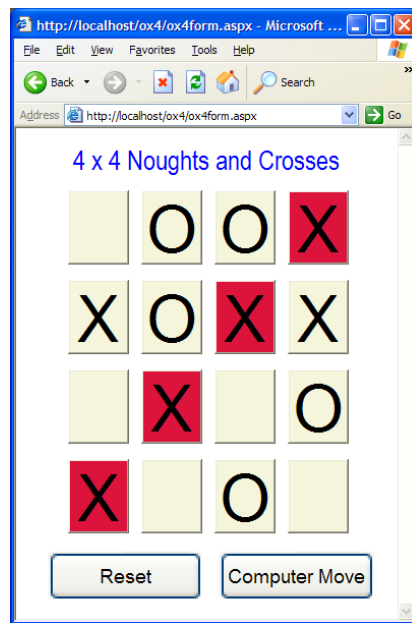 http://localhost/ox4/ox4form.aspx - Microsoft ...
File Edit View Favorites Tools Help
Back Search »
Address http://localhost/ox4/ox4form.aspx Go
4 x 4 Noughts and Crosses
O O X
X O X X
X O
X O
Reset Computer Move